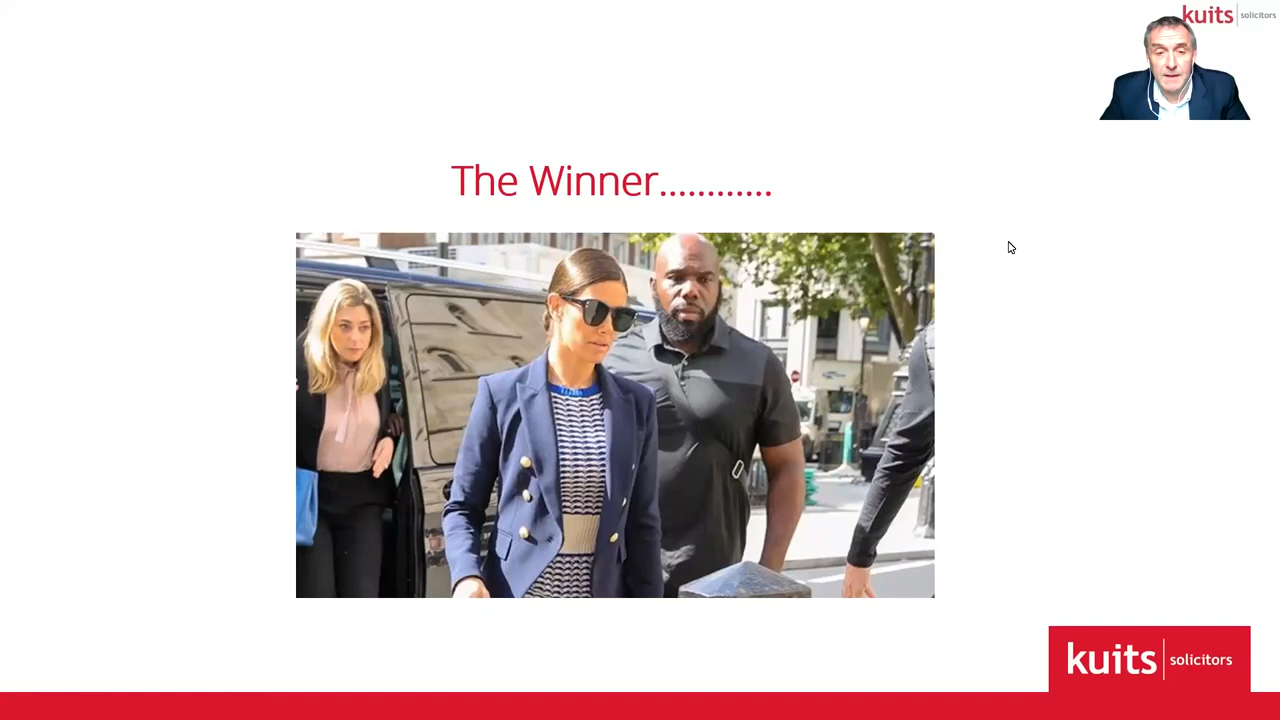 kuits solicitors
The Winner............
kuits solicitors